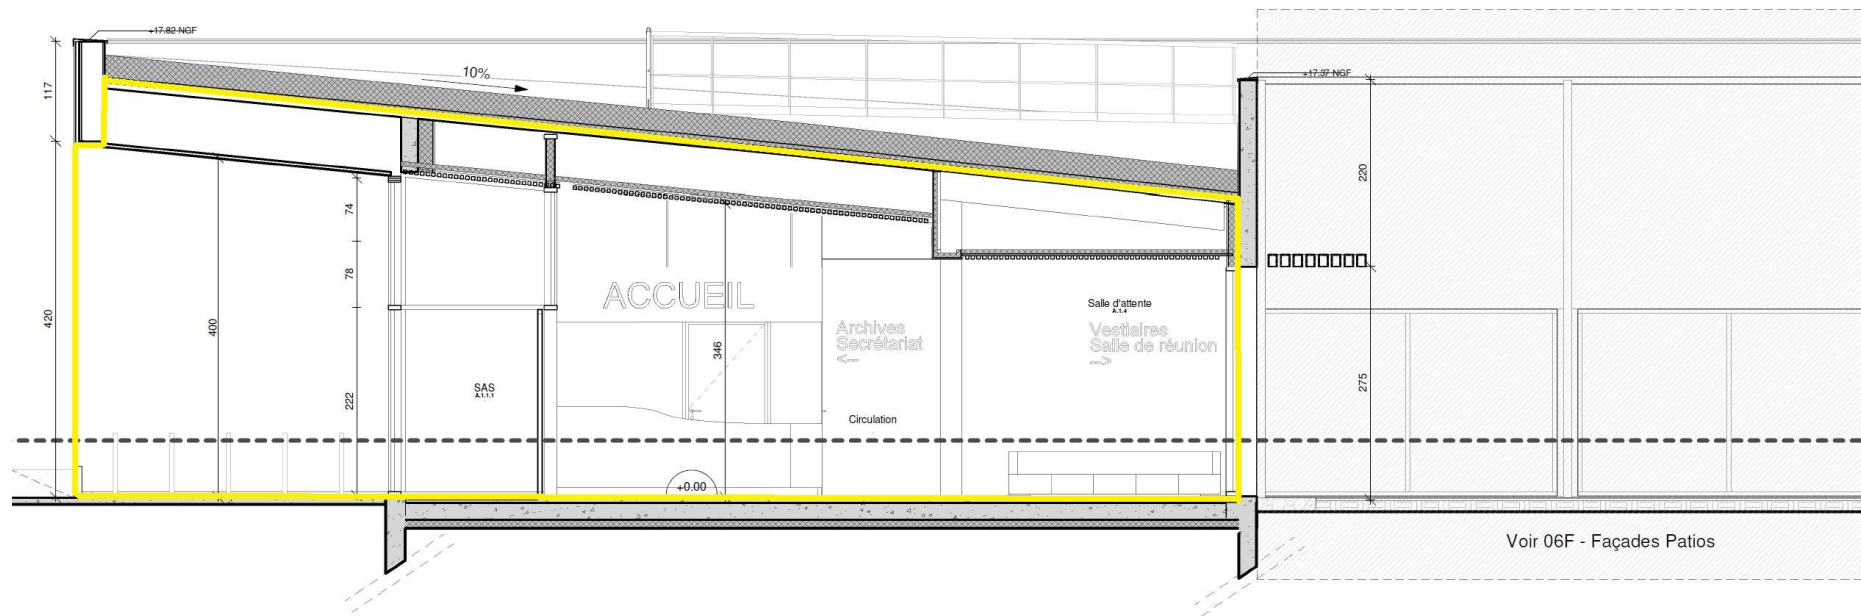 +17.82 NGF
10%
+17.37 NGF
117
220
74
78
ACCUEIL
Salle d'attente
A.1.4
420
400
346
Archives
Secrétariat
<--
Vestiaires
Salle de réunion
-->
275
SAS
A.1.1.1
222
Circulation
+0.00
Voir 06F - Façades Patios